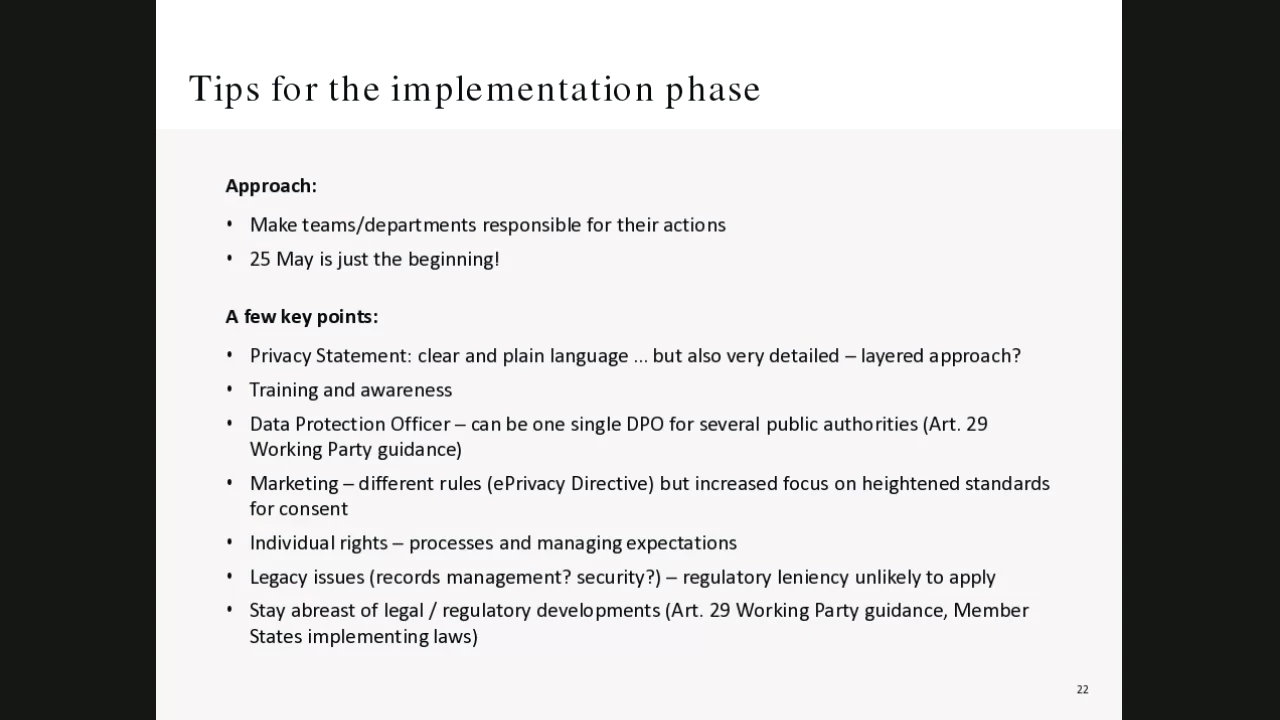 Tips for the implementation phase
Approach:
• Make teams/departments responsible for their actions
• 25 May is just the beginning!
A few key points:
• Privacy Statement: clear and plain language ... but also very detailed – layered approach?
• Training and awareness
• Data Protection Officer – can be one single DPO for several public authorities (Art. 29
Working Party guidance)
• Marketing – different rules (ePrivacy Directive) but increased focus on heightened standards
for consent
• Individual rights – processes and managing expectations
• Legacy issues (records management? security?) – regulatory leniency unlikely to apply
• Stay abreast of legal / regulatory developments (Art. 29 Working Party guidance, Member
States implementing laws)
22